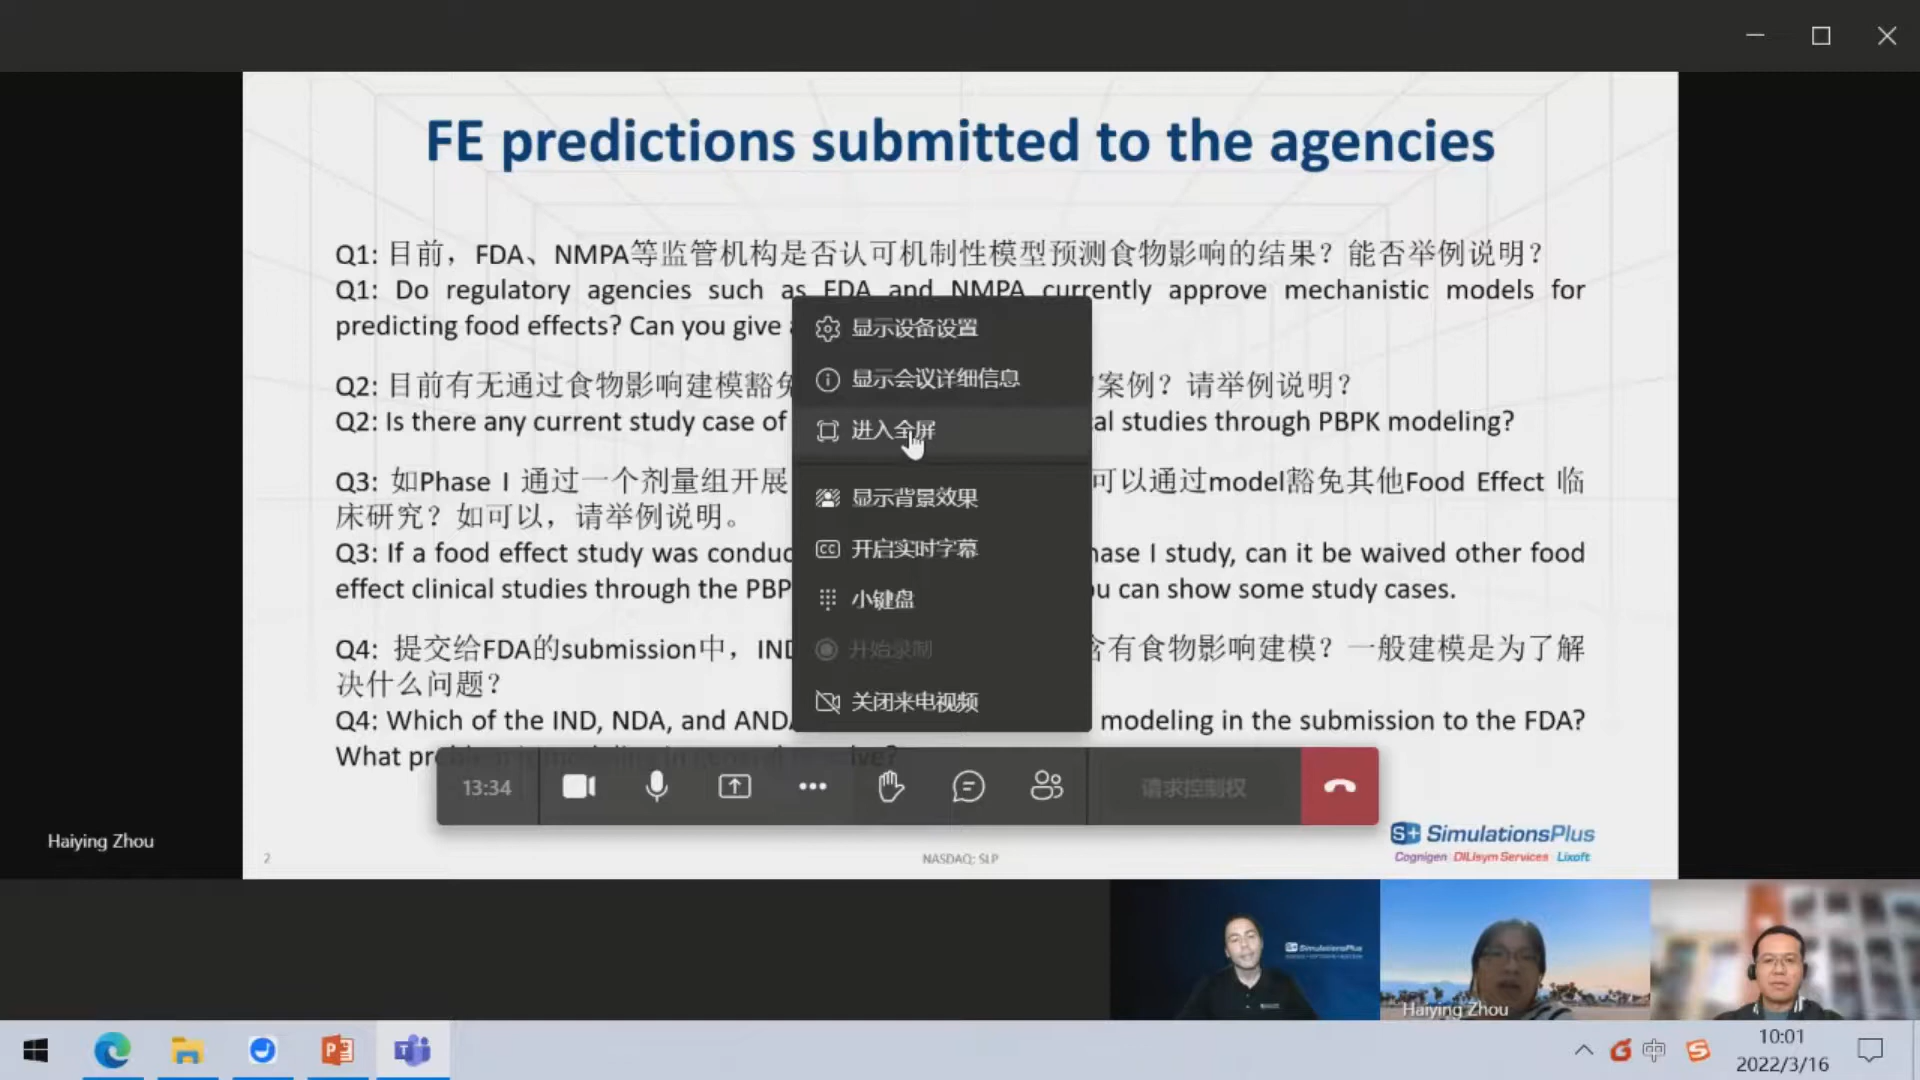 FE predictions submitted to the agencies
Q1: 目前，FDA、NMPA等监管机构是否认可机制性模型预测食物影响的结果？能否举例说明？
Q1: Do regulatory agencies such as FDA and NMPA currently approve mechanistic models for
predicting food effects? Can you give
Q2: 目前有无通过食物影响建模豁免
案例？请举例说明？
Q2: Is there any current study case of
al studies through PBPK modeling?
Q3: 如Phase I 通过一个剂量组开展
可以通过model豁免其他Food Effect 临
床研究？如可以，请举例说明。
Q3: If a food effect study was conduc
hase I study, can it be waived other food
effect clinical studies through the PBP
u can show some study cases.
Q4: 提交给FDA的submission中，IND
含有食物影响建模？一般建模是为了解
决什么问题？
Q4: Which of the IND, NDA, and ANDA
modeling in the submission to the FDA?
What pr
显示设备设置
显示会议详细信息
进入全屏
显示背景效果
CC 开启实时字幕
小键盘
开始录制
关闭来电视频
13:34
请求控制权
Haiying Zhou
2
NASDAQ: SLP
S+ SimulationsPlus
Cognigen DILIsym Services Lixoft
S+ SimulationsPlus
Haiying Zhou
中
10:01
2022/3/16